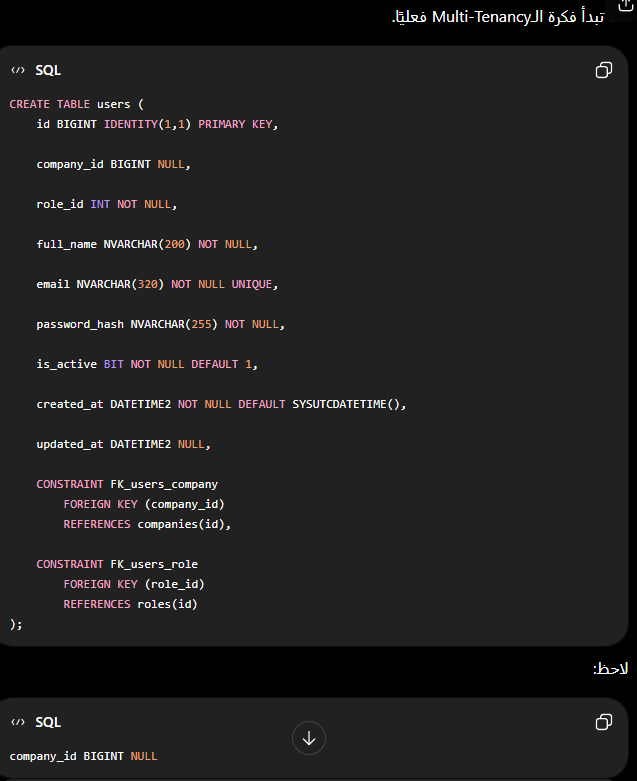 تبدأ فكرة الـMulti-Tenancy فعليًا.
SQL
CREATE TABLE users (
    id BIGINT IDENTITY(1,1) PRIMARY KEY,
    company_id BIGINT NULL,
    role_id INT NOT NULL,
    full_name NVARCHAR(200) NOT NULL,
    email NVARCHAR(320) NOT NULL UNIQUE,
    password_hash NVARCHAR(255) NOT NULL,
    is_active BIT NOT NULL DEFAULT 1,
    created_at DATETIME2 NOT NULL DEFAULT SYSUTCDATETIME(),
    updated_at DATETIME2 NULL,
    CONSTRAINT FK_users_company
        FOREIGN KEY (company_id)
        REFERENCES companies(id),
    CONSTRAINT FK_users_role
        FOREIGN KEY (role_id)
        REFERENCES roles(id)
);
لاحظ:
SQL
company_id BIGINT NULL